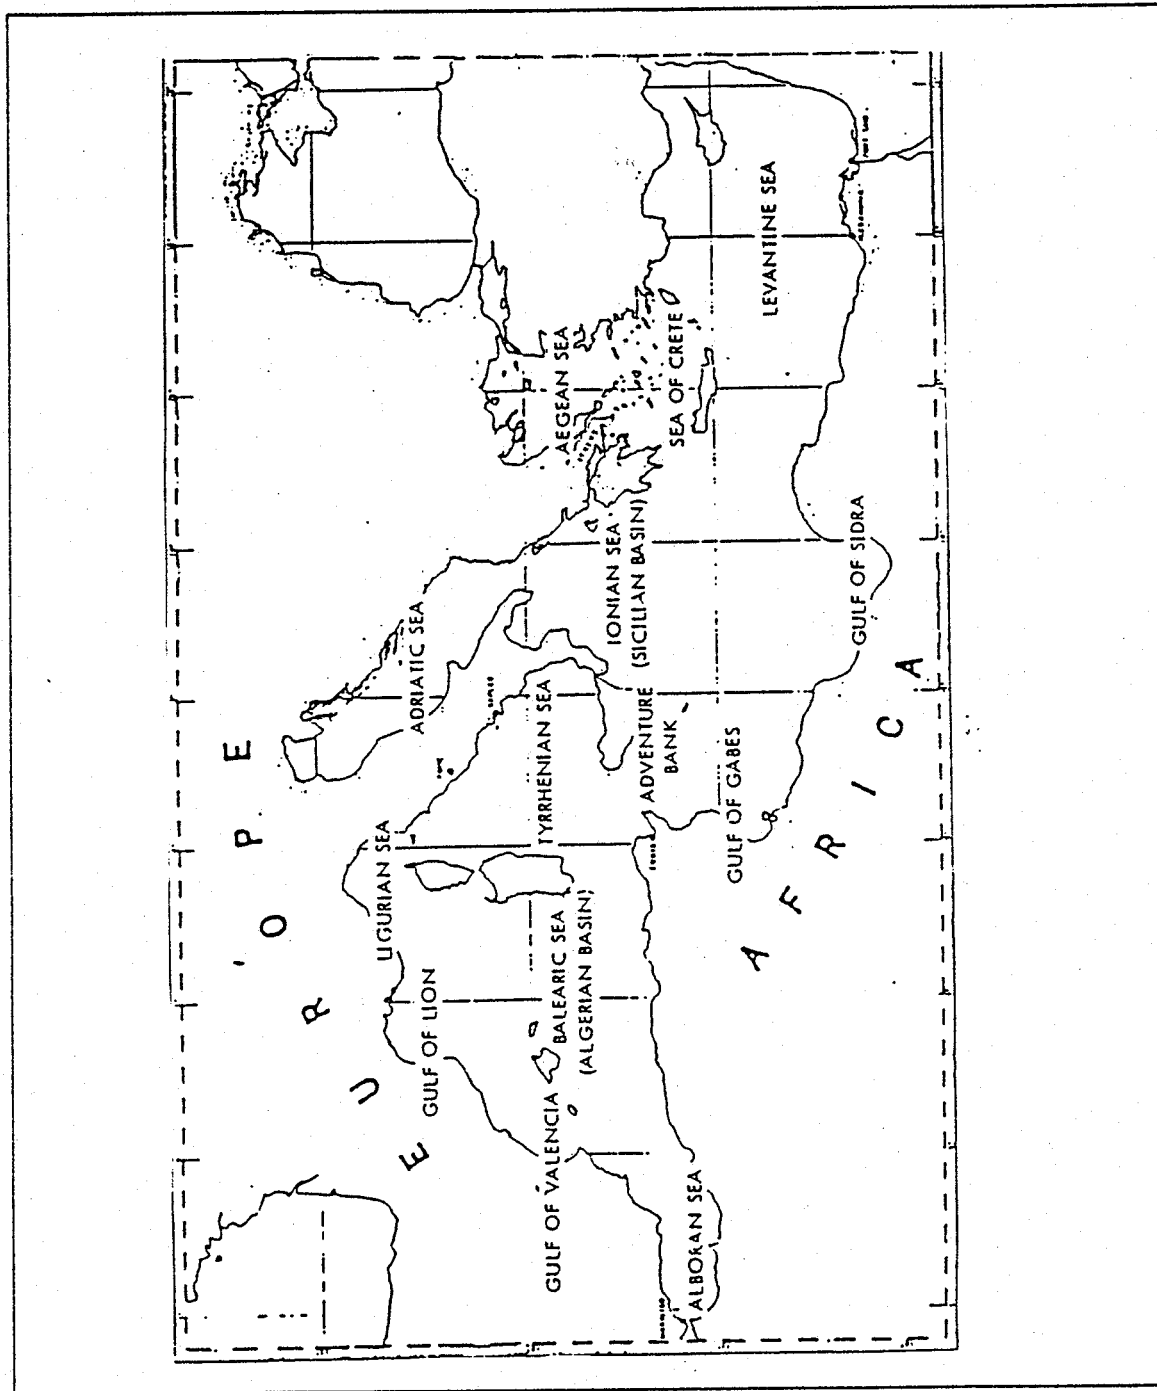 EUROPE
ADRIATIC SEA
LIGURIAN SEA
GULF OF LION
AEGEAN SEA
TYRRHENIAN SEA
BALEARIC SEA
(ALGERIAN BASIN)
GULF OF VALENCIA
IONIAN SEA
(SICILIAN BASIN)
SEA OF CRETE
ADVENTURE
BANK
ALBORAN SEA
GULF OF GABES
LEVANTINE SEA
GULF OF SIDRA
AFRICA